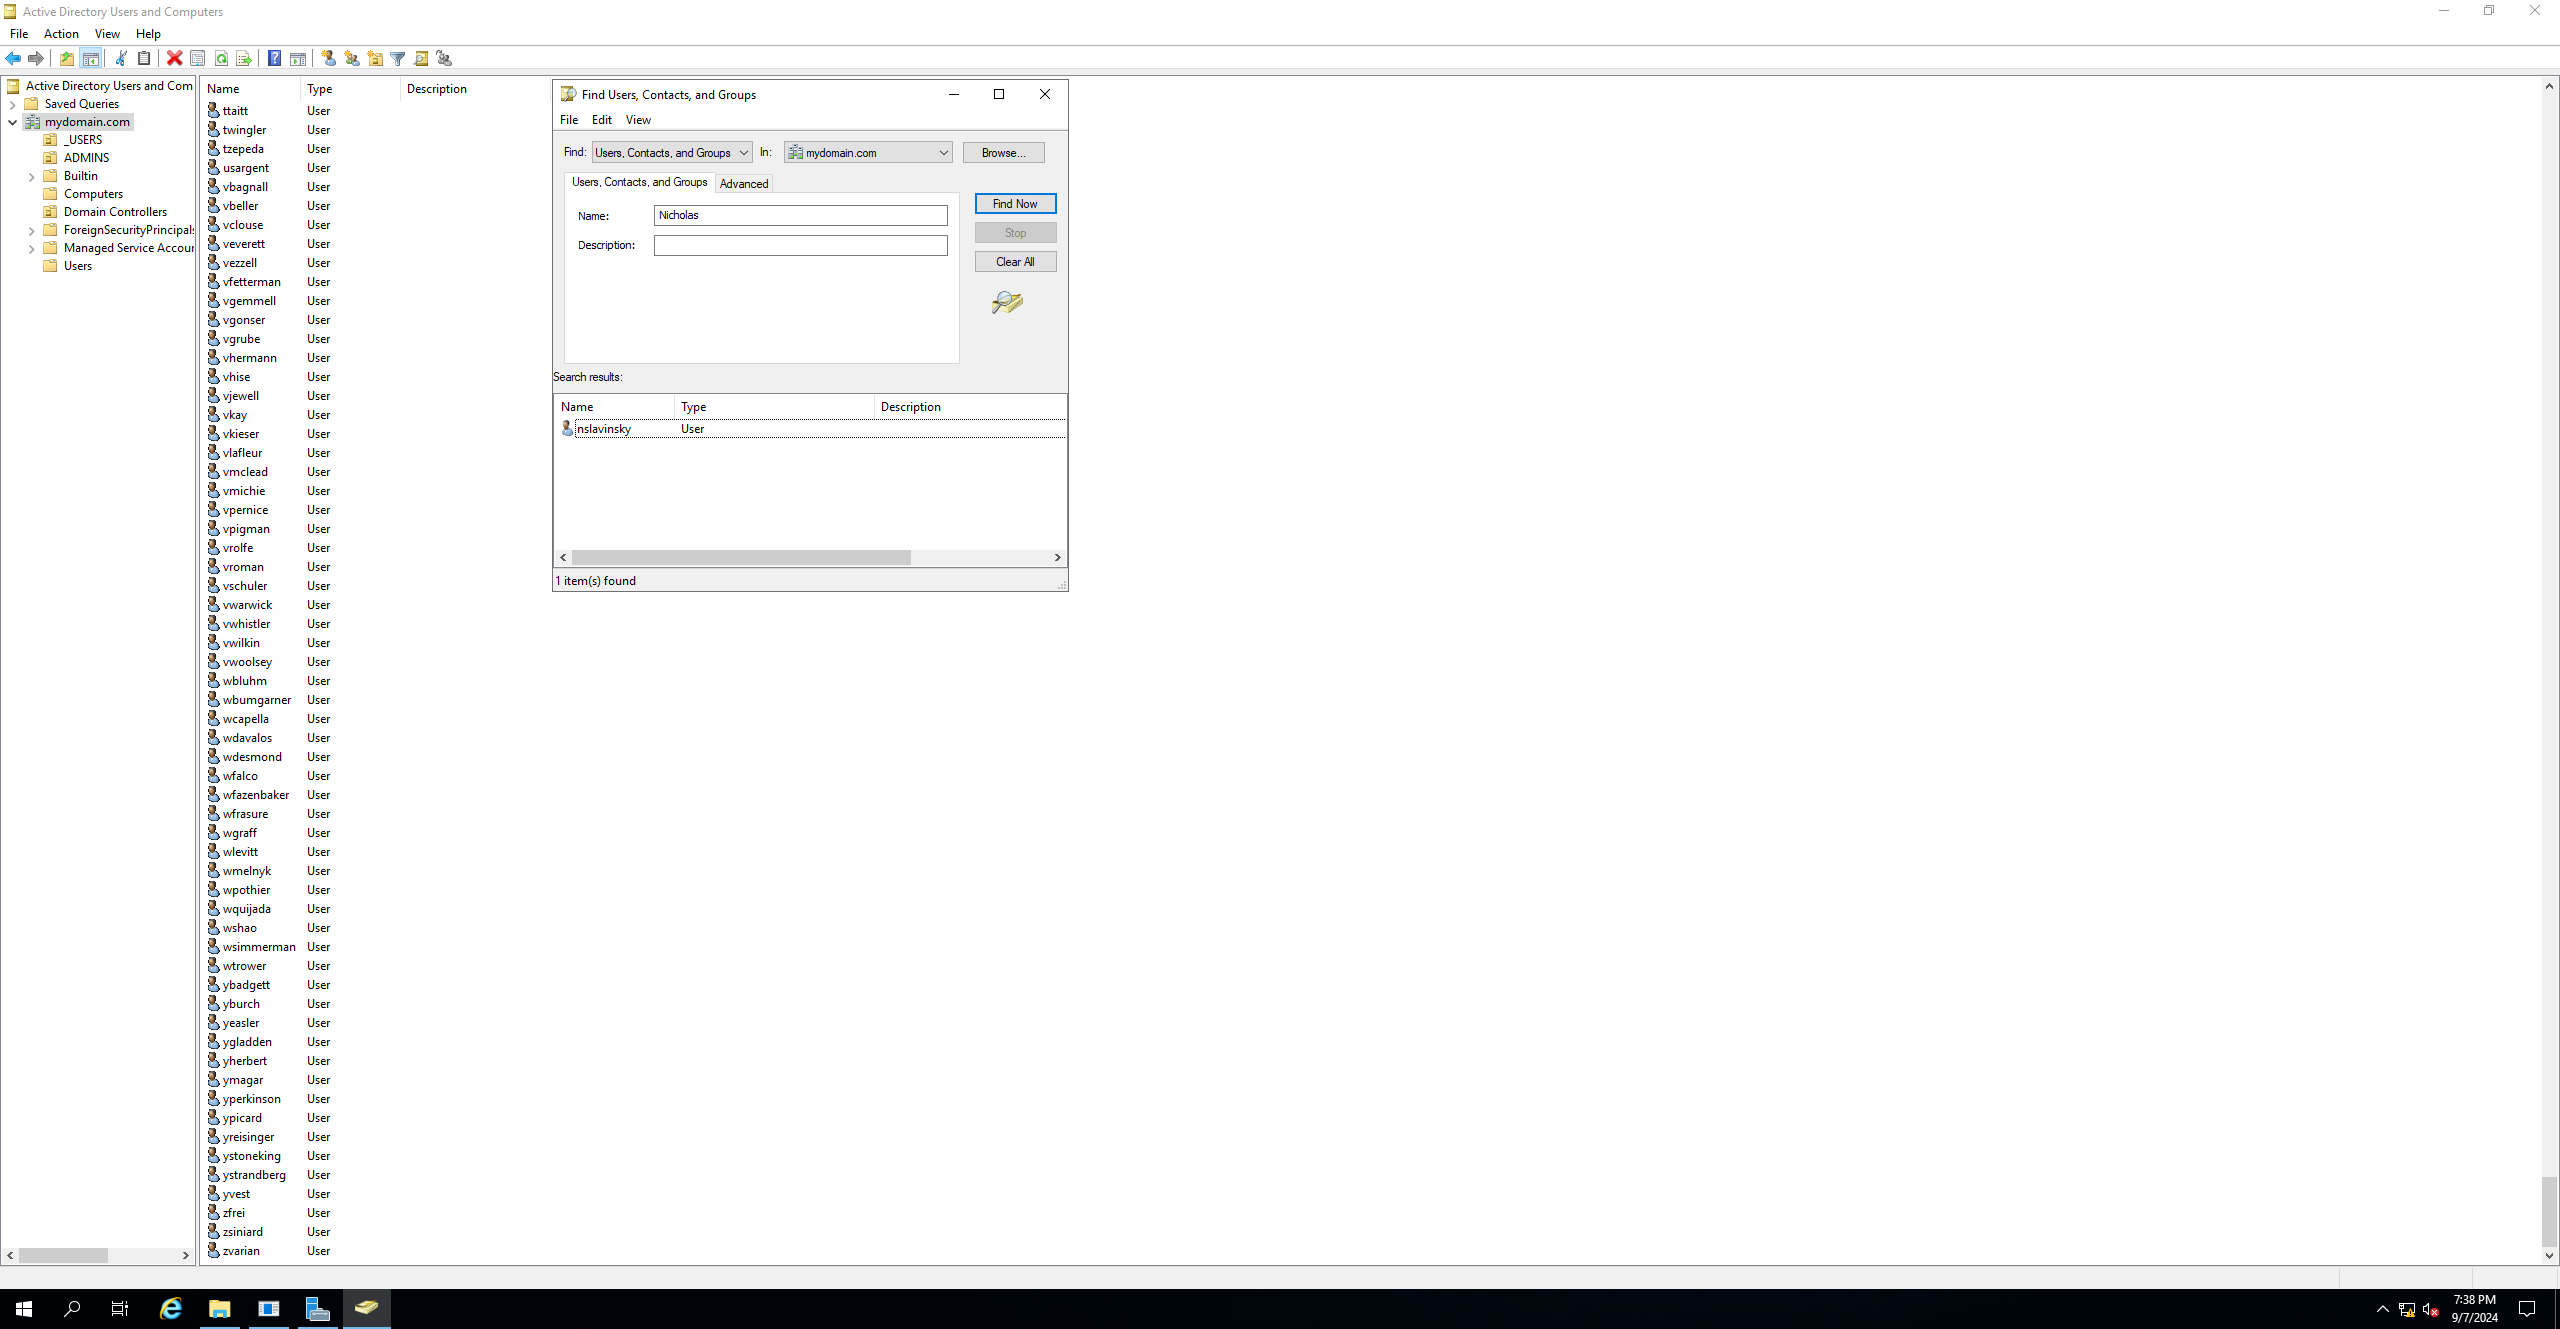 Active Directory Users and Computers
File Action View Help
Active Directory Users and Com
Saved Queries
mydomain.com
_USERS
ADMINS
Builtin
Computers
Domain Controllers
ForeignSecurityPrincipals
Managed Service Accour
Users
Name Type Description
ttaitt User
twingler User
tzepeda User
usargent User
vbagnall User
vbeller User
vclouse User
veverett User
vezzell User
vfetterman User
vgemmell User
vgonser User
vgrube User
vhermann User
vhise User
vjewell User
vkay User
vkieser User
vlafleur User
vmclead User
vmichie User
vpernice User
vpigman User
vrolfe User
vroman User
vschuler User
vwarwick User
vwhistler User
vwilkin User
vwoolsey User
wbluhm User
wbumgarner User
wcapella User
wdavalos User
wdesmond User
wfalco User
wfazenbaker User
wfrasure User
wgraff User
wlevitt User
wmelnyk User
wpothier User
wquijada User
wshao User
wsimmerman User
wtrower User
ybadgett User
yburch User
yeasler User
ygladden User
yherbert User
ymagar User
yperkinson User
ypicard User
yreisinger User
ystoneking User
ystrandberg User
yvest User
zfrei User
zsiniard User
zvarian User
Find Users, Contacts, and Groups
File Edit View
Find: Users, Contacts, and Groups In: mydomain.com Browse...
Users, Contacts, and Groups Advanced
Name: Nicholas
Description:
Find Now
Stop
Clear All
Search results:
Name Type Description
nslavinsky User
1 item(s) found
7:38 PM
9/7/2024